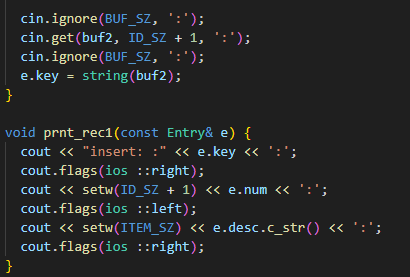 cin.ignore(BUF_SZ, ':');
cin.get(buf2, ID_SZ + 1, ':');
cin.ignore(BUF_SZ, ':');
e.key = string(buf2);
}
void prnt_rec1(const Entry& e) {
cout << "insert: :" << e.key << ':';
cout.flags(ios ::right);
cout << setw(ID_SZ + 1) << e.num << ':';
cout.flags(ios ::left);
cout << setw(ITEM_SZ) << e.desc.c_str() << ':';
cout.flags(ios ::right);
}